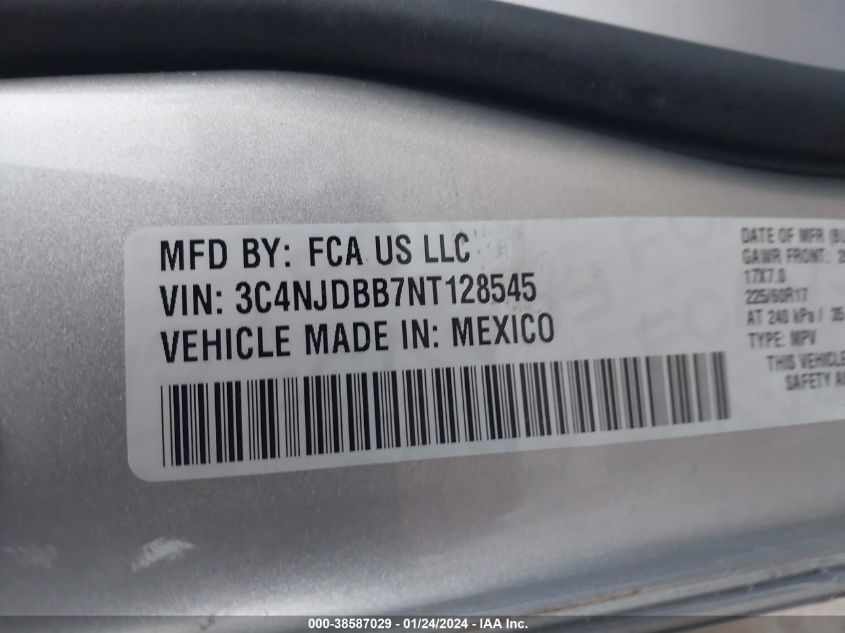 MFD BY: FCA US LLC
VIN: 3C4NJDBB7NT128545
VEHICLE MADE IN: MEXICO
DATE OF MFR
GAWR FRONT:
17X7.0
225/60R17
AT 240 kPa / 35
TYPE: MPV
THIS VEHICLE
SAFETY
000-38587029 - 01/24/2024 - IAA Inc.